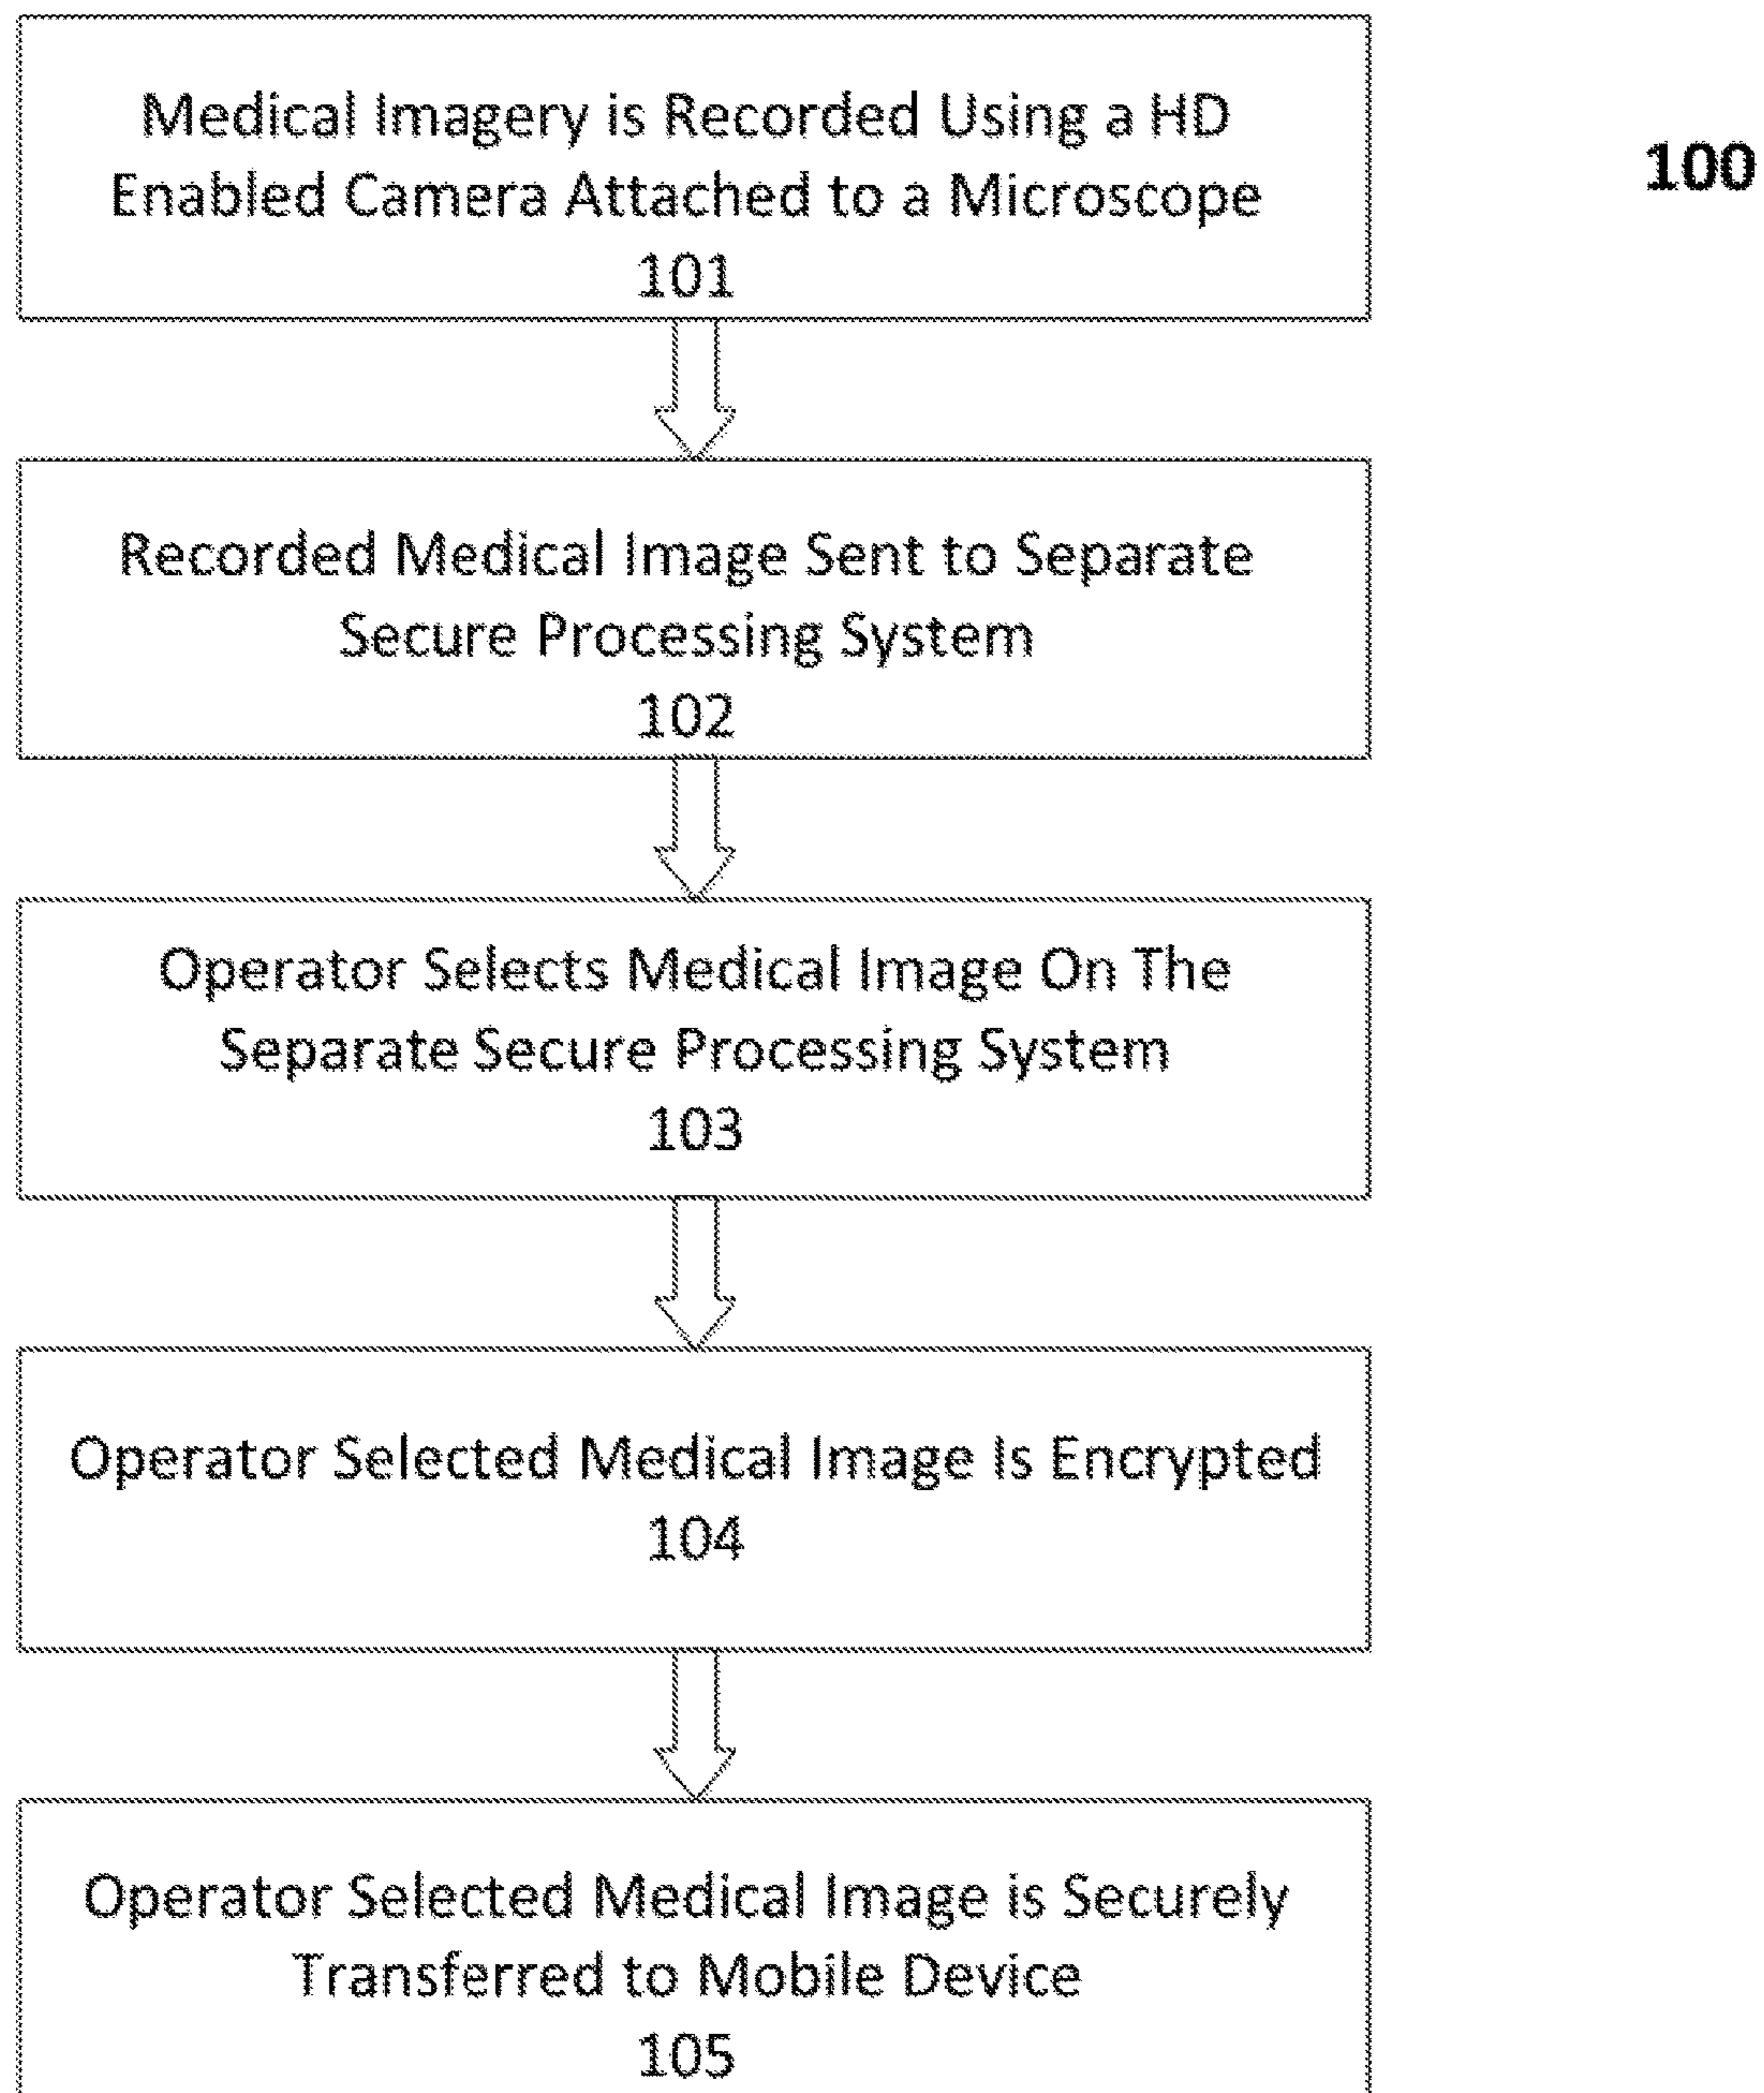 Medical Imagery is Recorded Using a HD
Enabled Camera Attached to a Microscope
101
100
Recorded Medical Image Sent to Separate
Secure Processing System
102
Operator Selects Medical Image On The
Separate Secure Processing System
103
Operator Selected Medical Image Is Encrypted
104
Operator Selected Medical Image is Securely
Transferred to Mobile Device
105